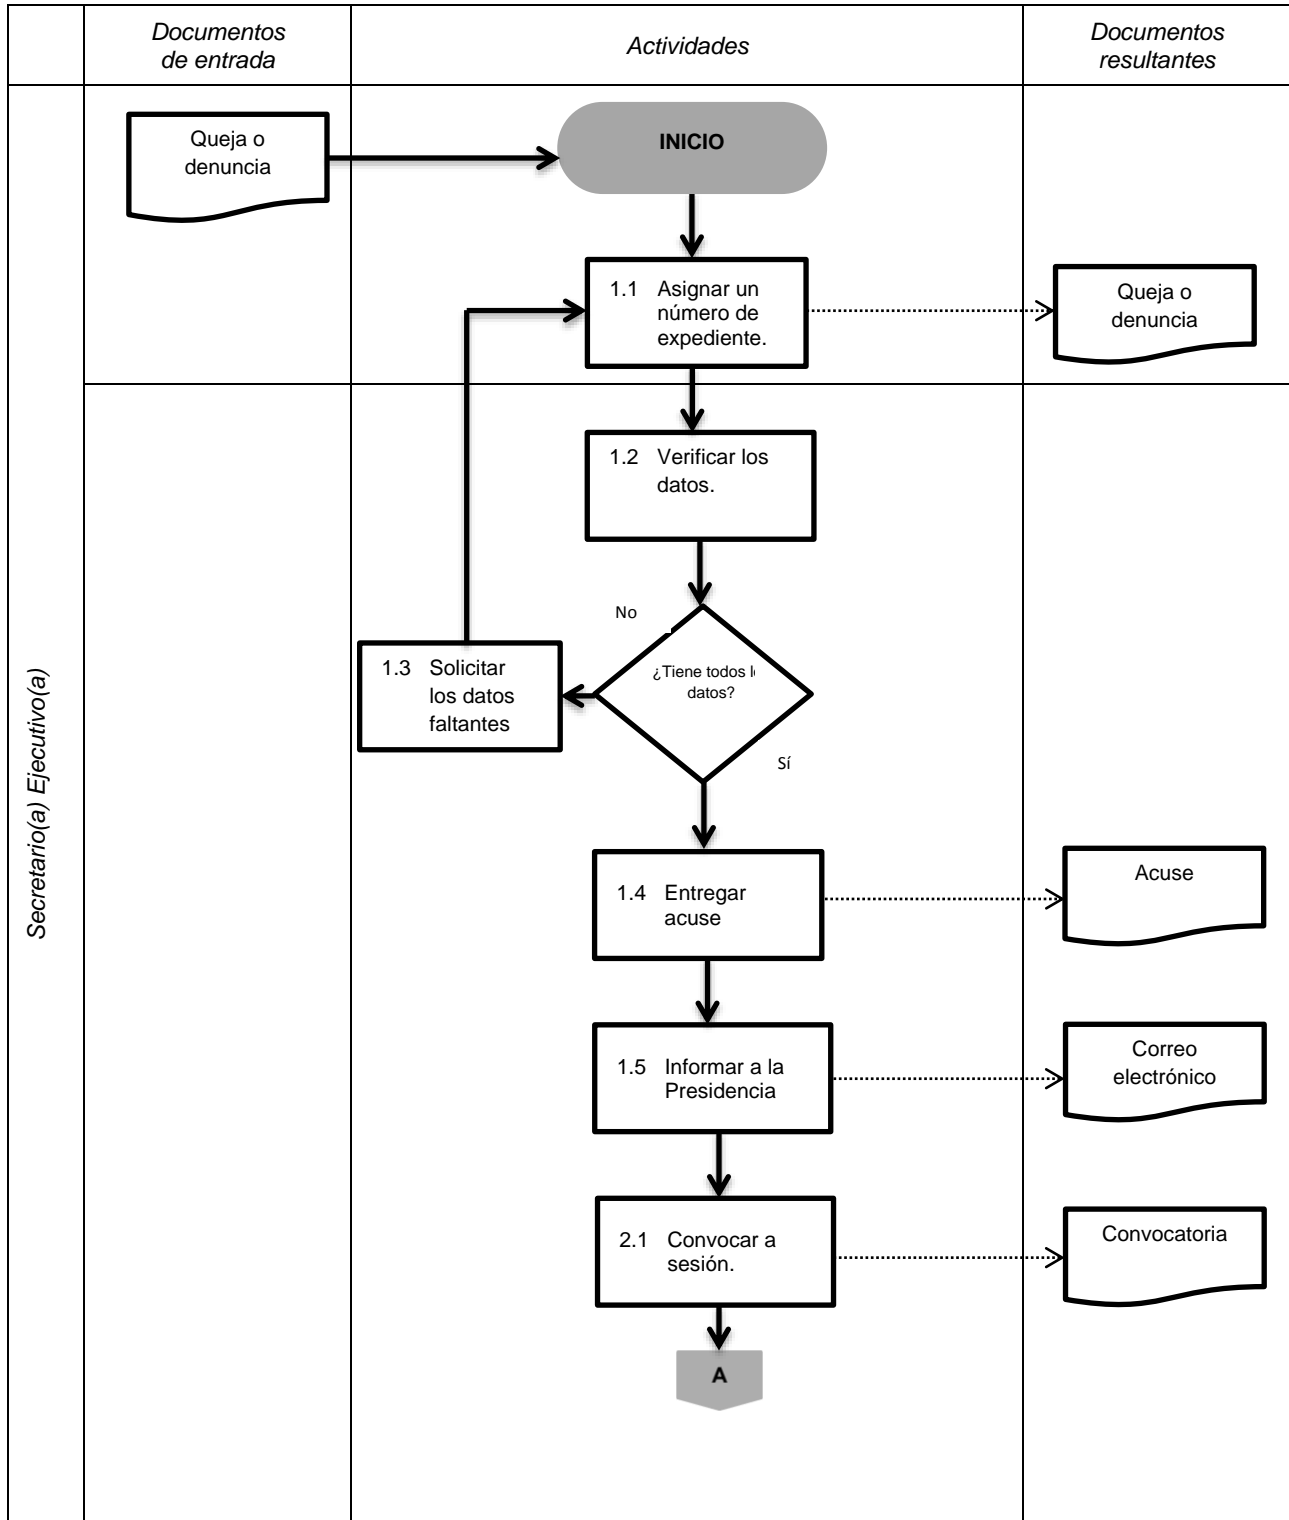 Documentos
de entrada
Actividades
Documentos
resultantes
Secretario(a) Ejecutivo(a)
Queja o
denuncia
INICIO
1.1 Asignar un
número de
expediente.
Queja o
denuncia
1.2 Verificar los
datos.
No
¿Tiene todos l
datos?
1.3 Solicitar
los datos
faltantes
Sí
1.4 Entregar
acuse
Acuse
1.5 Informar a la
Presidencia
Correo
electrónico
2.1 Convocar a
sesión.
Convocatoria
A